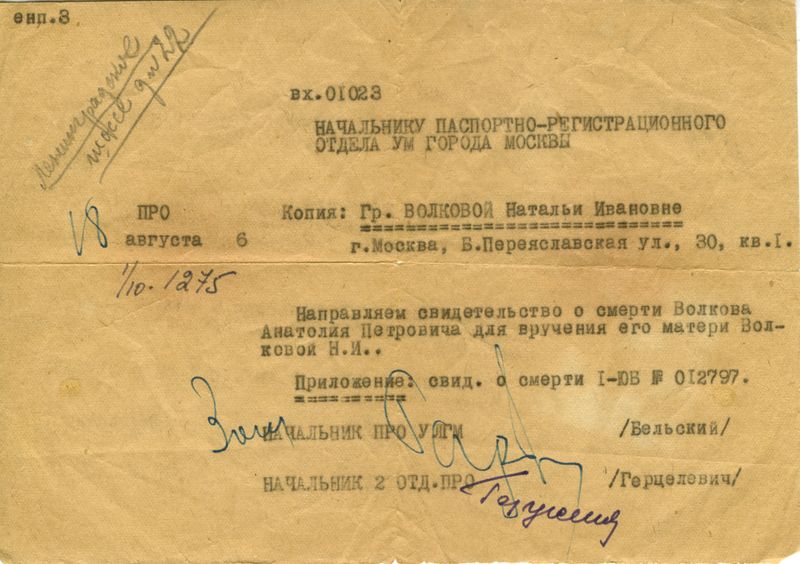 енп.3
Ленинградское
вх.01023
НАЧАЛЬНИКУ ПАСПОРТНО-РЕГИСТРАЦИОННОГО
ОТДЕЛА УМ ГОРОДА МОСКВЫ
ПРО
Копия: Гр. ВОЛКОВОЙ Натальи Ивановне
18 августа 6
г.Москва, Б.Переяславская ул., 30, кв.I.
1/10.1275
Направляем свидетельство о смерти Волкова
Анатолия Петровича для вручения его матери Вол-
ковой Н.И..
Приложение: свид. о смерти I-ЮБ № 012797.
Зам
НАЧАЛЬНИК ПРО УМГМ /Бельский/
НАЧАЛЬНИК 2 ОТД.ПРО /Герцелевич/